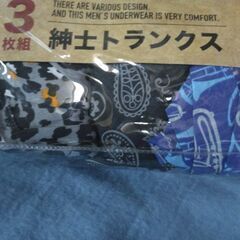 THERE ARE VARIOUS DESIGN,
AND THIS MEN'S UNDERWEAR IS VERY COMFORT.
3枚組 紳士トランクス